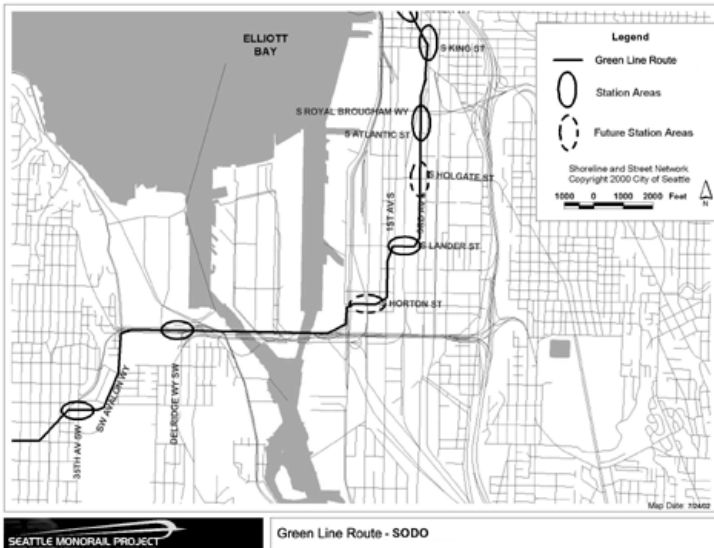 ELLIOTT
BAY
S KING ST
S ROYAL BROUGHAM WY
S ATLANTIC ST
S HOLGATE ST
1ST AV S
S LANDER ST
S HORTON ST
SW AVALON WY
DELRIDGE WY SW
35TH AV SW
Legend
Green Line Route
Station Areas
Future Station Areas
Shoreline and Street Network
Copyright 2000 City of Seattle
1000 0 1000 2000 Feet
N
Map Date: 7/24/02
SEATTLE MONORAIL PROJECT
Green Line Route - SODO